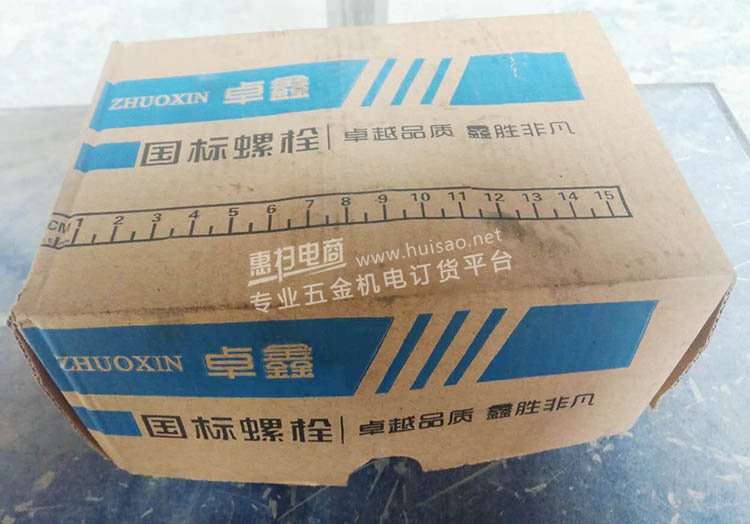 ZHUOXIN 卓鑫
国标螺栓 | 卓越品质 鑫胜非凡
CM 1 2 3 4 5 6 7 8 9 10 11 12 13 14 15
惠扫电商 www.huisao.net
专业五金机电订货平台
ZHUOXIN 卓鑫
国标螺栓 | 卓越品质 鑫胜非凡